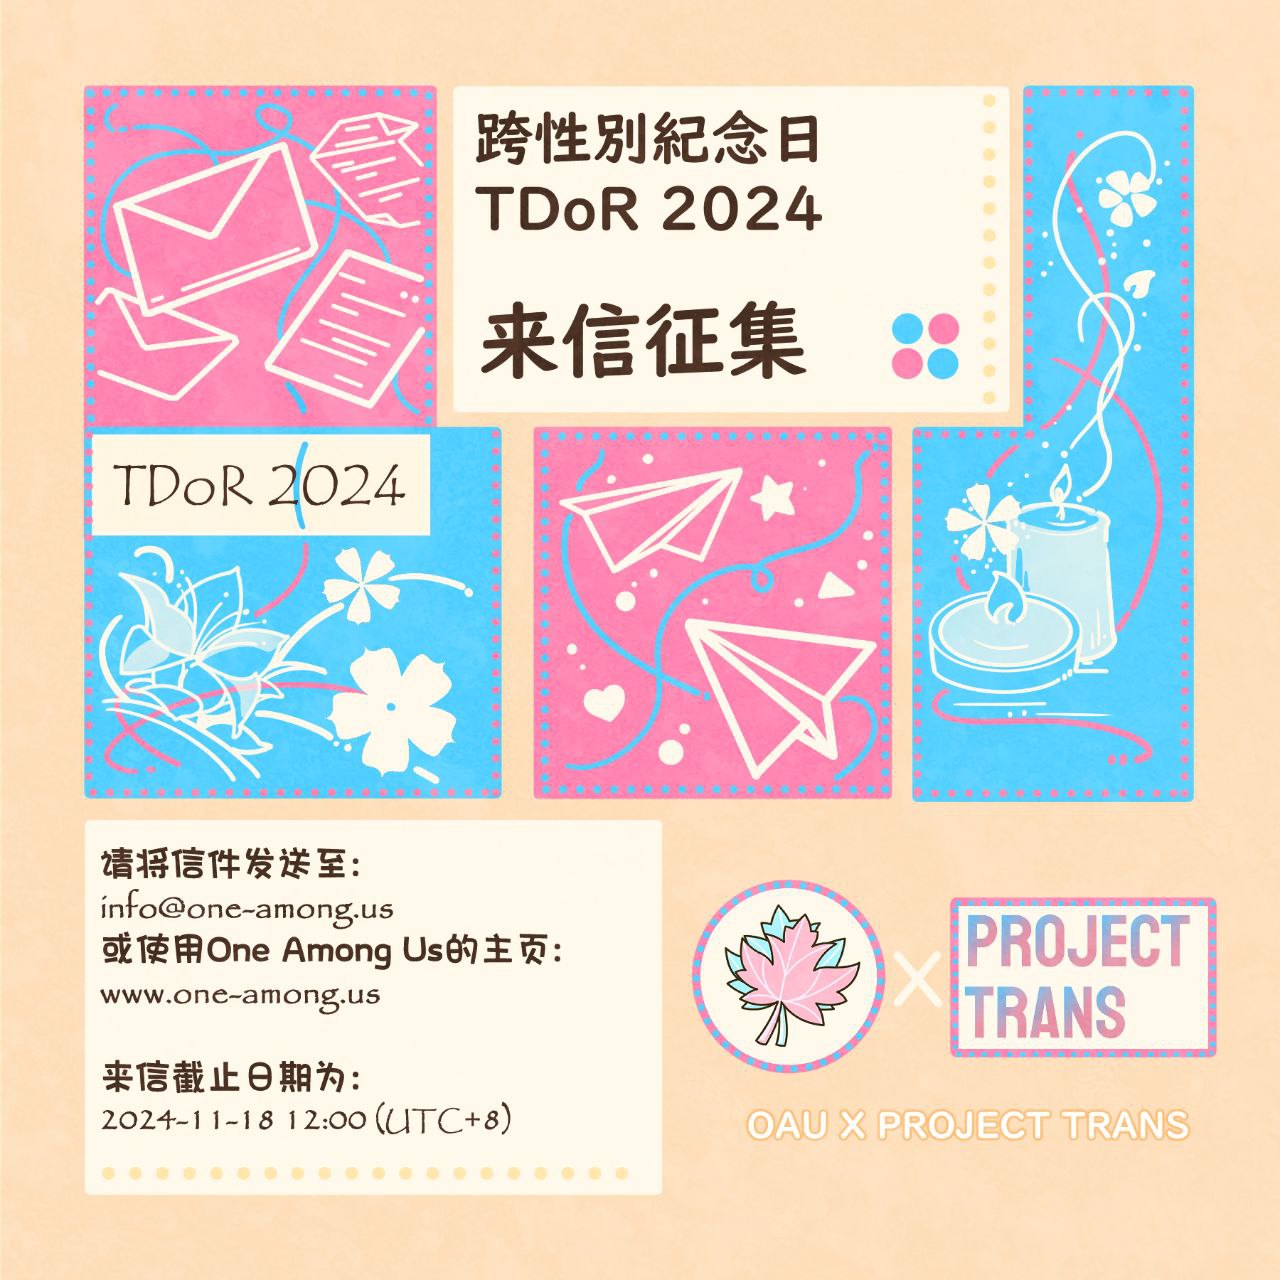 跨性別紀念日
TDoR 2024
来信征集
TDoR 2024
请将信件发送至：
info@one-among.us
或使用One Among Us的主页：
www.one-among.us
来信截止日期为：
2024-11-18 12:00 (UTC+8)
X
PROJECT
TRANS
OAU X PROJECT TRANS